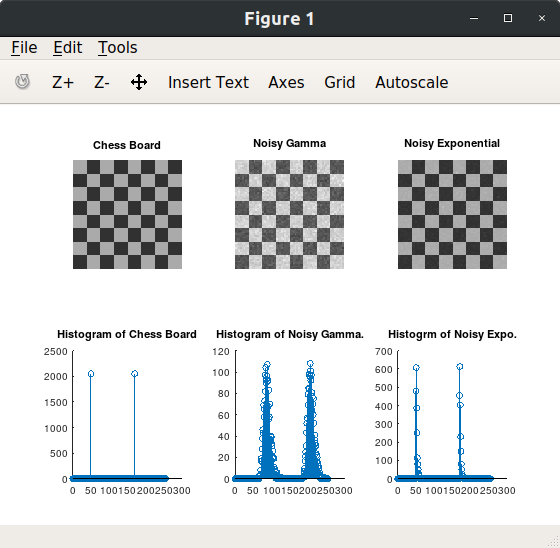 Figure 1
File Edit Tools
Z+ Z- Insert Text Axes Grid Autoscale
Chess Board Noisy Gamma Noisy Exponential
Histogram of Chess Board Histogram of Noisy Gamma. Histogrm of Noisy Expo.
2500 120 700
600
2000 100
500
80
1500 400
60
300
1000 40
200
500 20
100
0 0 0
0 50 100150200250300 0 50 100150200250300 0 50 100150200250300